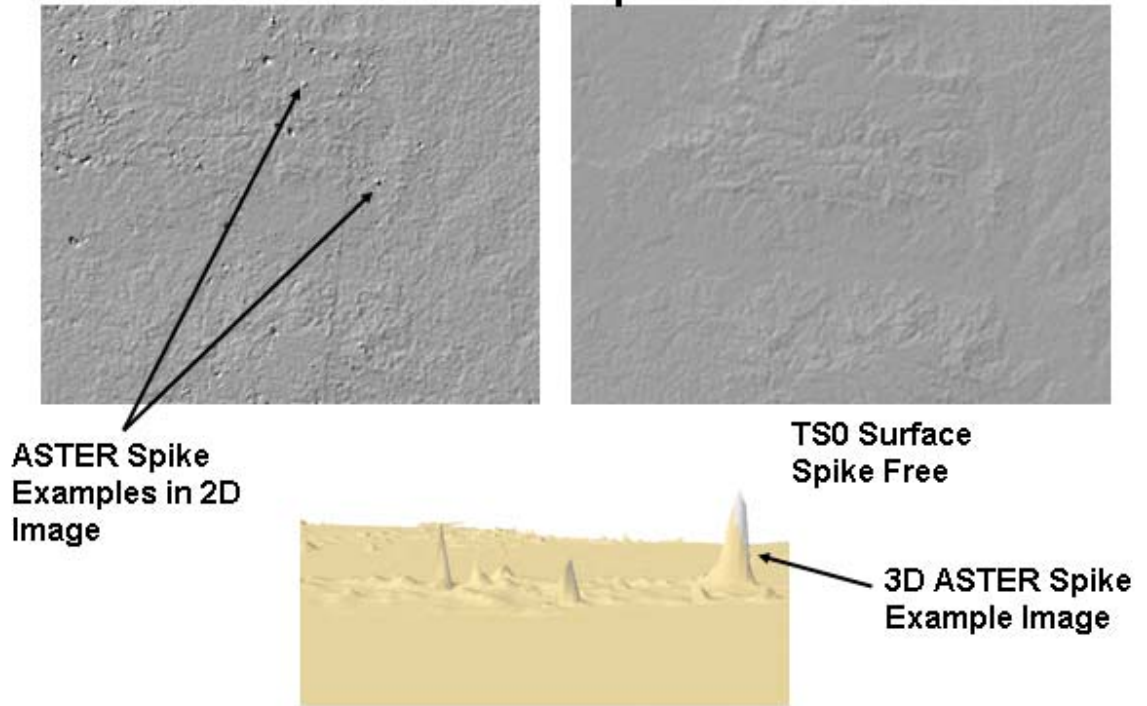 ASTER Spike
Examples in 2D
Image
TS0 Surface
Spike Free
3D ASTER Spike
Example Image